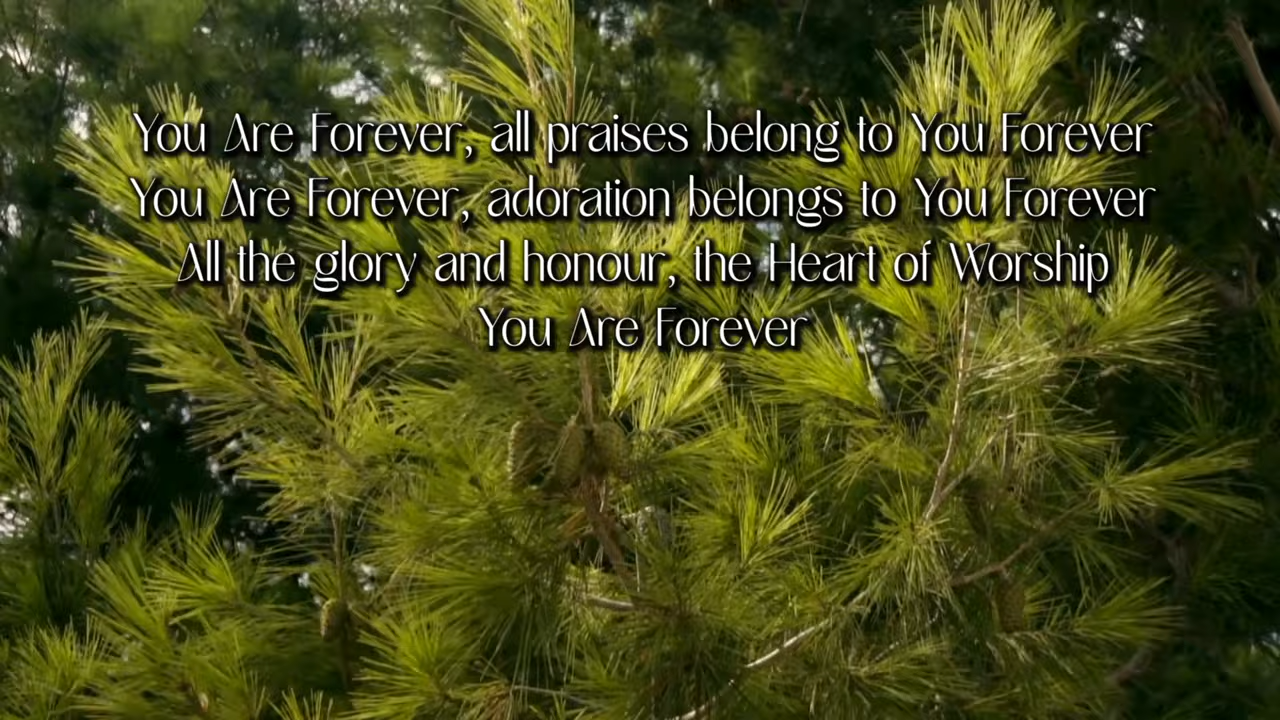 You Are Forever, all praises belong to You Forever
You Are Forever, adoration belongs to You Forever
All the glory and honour, the Heart of Worship
You Are Forever